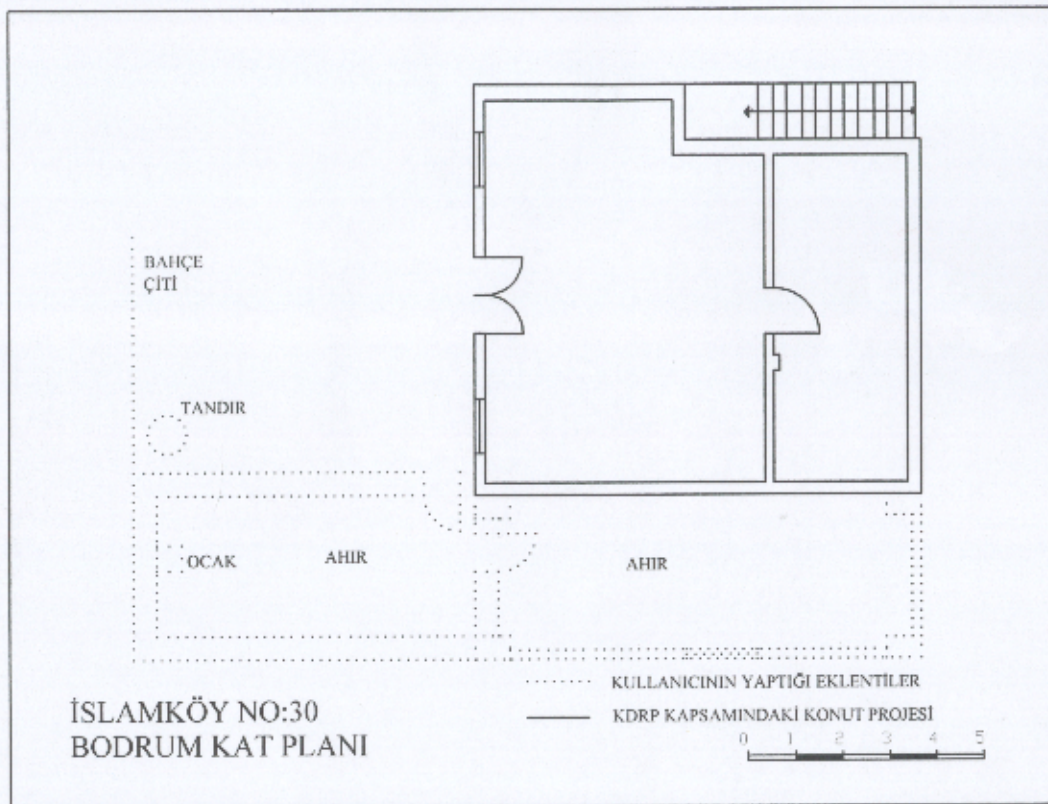 BAHÇE
ÇİTİ
TANDIR
OCAK
AHIR
AHIR
KULLANICININ YAPTIĞI EKLENTİLER
KDRP KAPSAMINDAKİ KONUT PROJESİ
0 1 2 3 4 5
İSLAMKÖY NO:30
BODRUM KAT PLANI